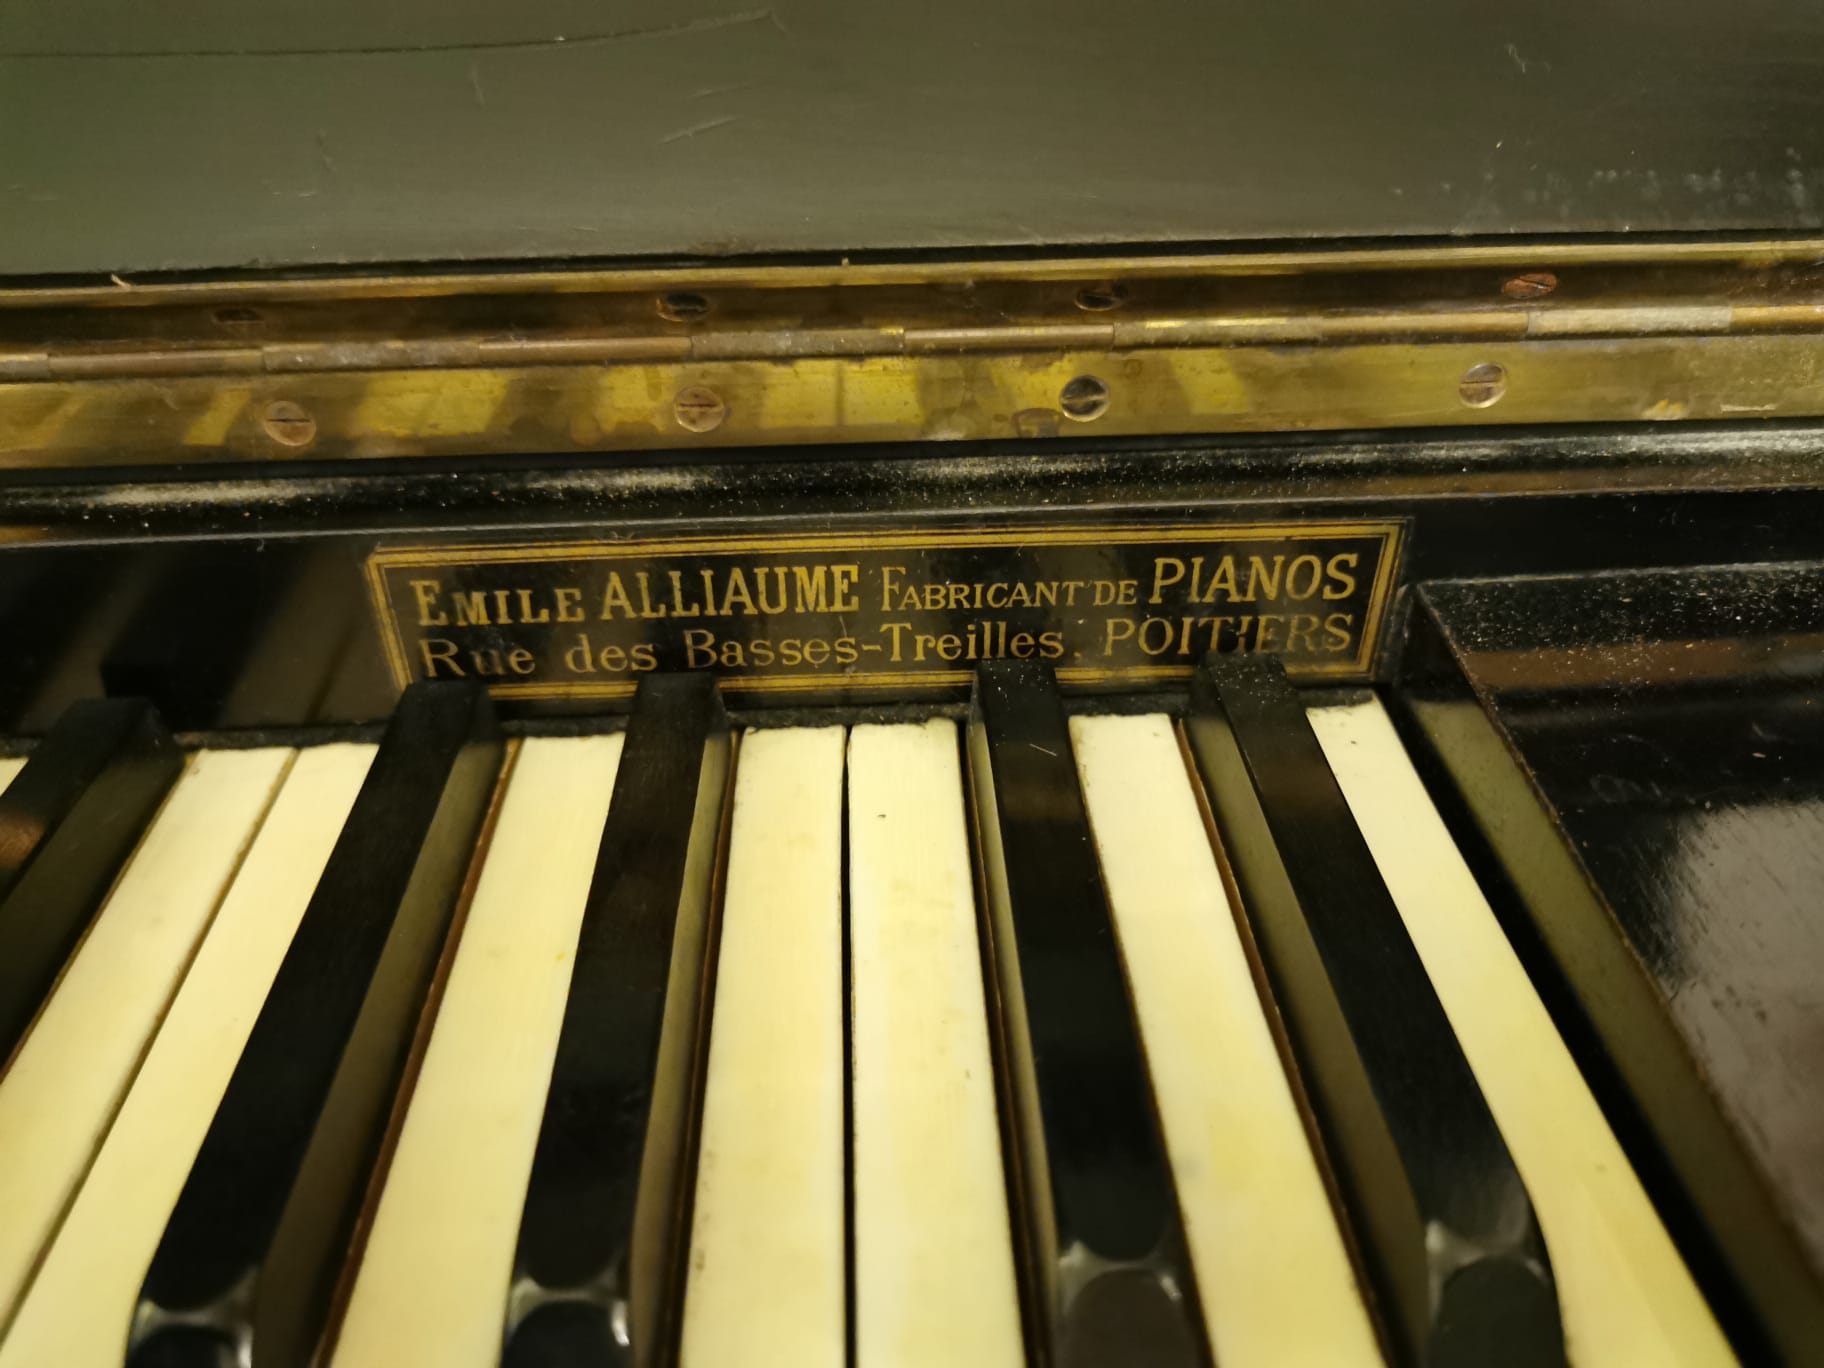 EMILE ALLIAUME FABRICANT DE PIANOS
Rue des Basses-Treilles, POITIERS